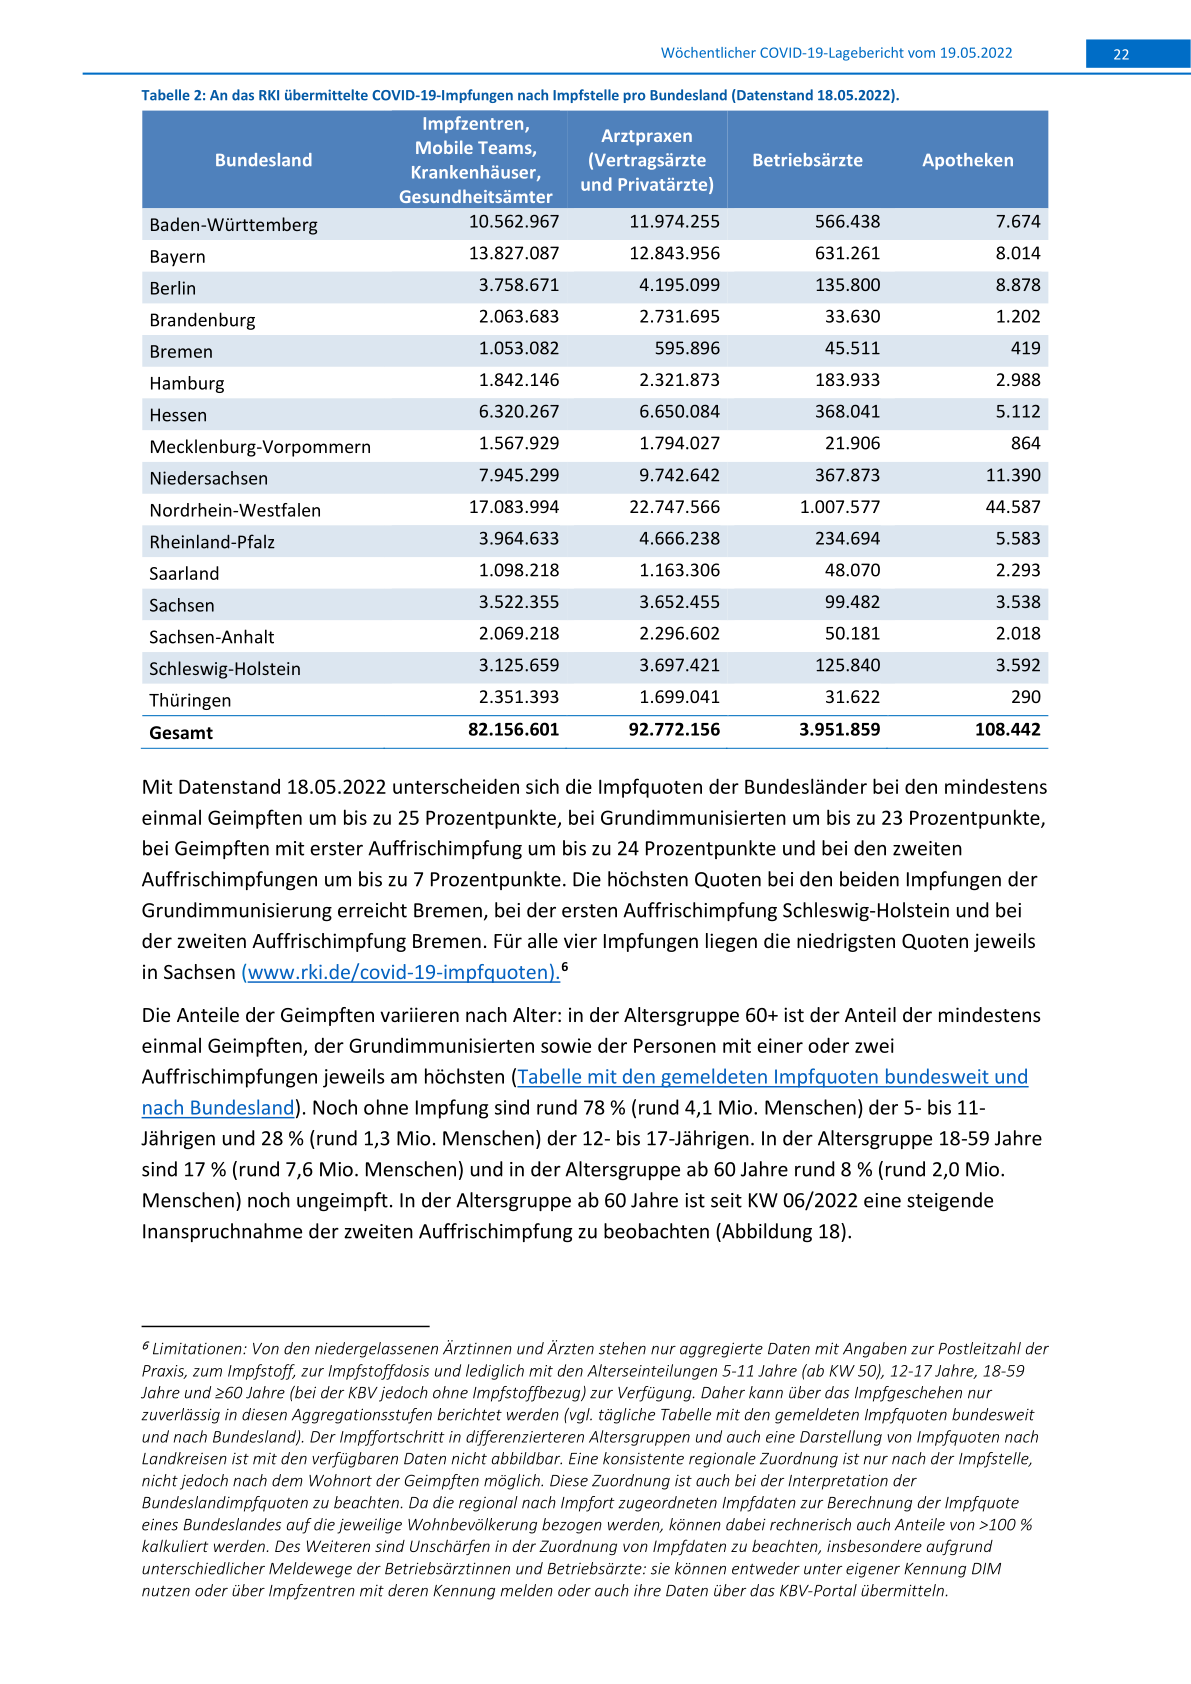 Wöchentlicher COVID-19-Lagebericht vom 19.05.2022 22
Tabelle 2: An das RKI übermittelte COVID-19-Impfungen nach Impfstelle pro Bundesland (Datenstand 18.05.2022).
Bundesland Impfzentren, Mobile Teams, Krankenhäuser, Gesundheitsämter Arztpraxen (Vertragsärzte und Privatärzte) Betriebsärzte Apotheken
Baden-Württemberg 10.562.967 11.974.255 566.438 7.674
Bayern 13.827.087 12.843.956 631.261 8.014
Berlin 3.758.671 4.195.099 135.800 8.878
Brandenburg 2.063.683 2.731.695 33.630 1.202
Bremen 1.053.082 595.896 45.511 419
Hamburg 1.842.146 2.321.873 183.933 2.988
Hessen 6.320.267 6.650.084 368.041 5.112
Mecklenburg-Vorpommern 1.567.929 1.794.027 21.906 864
Niedersachsen 7.945.299 9.742.642 367.873 11.390
Nordrhein-Westfalen 17.083.994 22.747.566 1.007.577 44.587
Rheinland-Pfalz 3.964.633 4.666.238 234.694 5.583
Saarland 1.098.218 1.163.306 48.070 2.293
Sachsen 3.522.355 3.652.455 99.482 3.538
Sachsen-Anhalt 2.069.218 2.296.602 50.181 2.018
Schleswig-Holstein 3.125.659 3.697.421 125.840 3.592
Thüringen 2.351.393 1.699.041 31.622 290
Gesamt 82.156.601 92.772.156 3.951.859 108.442
Mit Datenstand 18.05.2022 unterscheiden sich die Impfquoten der Bundesländer bei den mindestens
einmal Geimpften um bis zu 25 Prozentpunkte, bei Grundimmunisierten um bis zu 23 Prozentpunkte,
bei Geimpften mit erster Auffrischimpfung um bis zu 24 Prozentpunkte und bei den zweiten
Auffrischimpfungen um bis zu 7 Prozentpunkte. Die höchsten Quoten bei den beiden Impfungen der
Grundimmunisierung erreicht Bremen, bei der ersten Auffrischimpfung Schleswig-Holstein und bei
der zweiten Auffrischimpfung Bremen. Für alle vier Impfungen liegen die niedrigsten Quoten jeweils
in Sachsen (www.rki.de/covid-19-impfquoten).6
Die Anteile der Geimpften variieren nach Alter: in der Altersgruppe 60+ ist der Anteil der mindestens
einmal Geimpften, der Grundimmunisierten sowie der Personen mit einer oder zwei
Auffrischimpfungen jeweils am höchsten (Tabelle mit den gemeldeten Impfquoten bundesweit und
nach Bundesland). Noch ohne Impfung sind rund 78 % (rund 4,1 Mio. Menschen) der 5- bis 11-
Jährigen und 28 % (rund 1,3 Mio. Menschen) der 12- bis 17-Jährigen. In der Altersgruppe 18-59 Jahre
sind 17 % (rund 7,6 Mio. Menschen) und in der Altersgruppe ab 60 Jahre rund 8 % (rund 2,0 Mio.
Menschen) noch ungeimpft. In der Altersgruppe ab 60 Jahre ist seit KW 06/2022 eine steigende
Inanspruchnahme der zweiten Auffrischimpfung zu beobachten (Abbildung 18).
6 Limitationen: Von den niedergelassenen Ärztinnen und Ärzten stehen nur aggregierte Daten mit Angaben zur Postleitzahl der
Praxis, zum Impfstoff, zur Impfstoffdosis und lediglich mit den Alterseinteilungen 5-11 Jahre (ab KW 50), 12-17 Jahre, 18-59
Jahre und ≥60 Jahre (bei der KBV jedoch ohne Impfstoffbezug) zur Verfügung. Daher kann über das Impfgeschehen nur
zuverlässig in diesen Aggregationsstufen berichtet werden (vgl. tägliche Tabelle mit den gemeldeten Impfquoten bundesweit
und nach Bundesland). Der Impffortschritt in differenzierteren Altersgruppen und auch eine Darstellung von Impfquoten nach
Landkreisen ist mit den verfügbaren Daten nicht abbildbar. Eine konsistente regionale Zuordnung ist nur nach der Impfstelle,
nicht jedoch nach dem Wohnort der Geimpften möglich. Diese Zuordnung ist auch bei der Interpretation der
Bundeslandimpfquoten zu beachten. Da die regional nach Impfort zugeordneten Impfdaten zur Berechnung der Impfquote
eines Bundeslandes auf die jeweilige Wohnbevölkerung bezogen werden, können dabei rechnerisch auch Anteile von >100 %
kalkuliert werden. Des Weiteren sind Unschärfen in der Zuordnung von Impfdaten zu beachten, insbesondere aufgrund
unterschiedlicher Meldewege der Betriebsärztinnen und Betriebsärzte: sie können entweder unter eigener Kennung DIM
nutzen oder über Impfzentren mit deren Kennung melden oder auch ihre Daten über das KBV-Portal übermitteln.